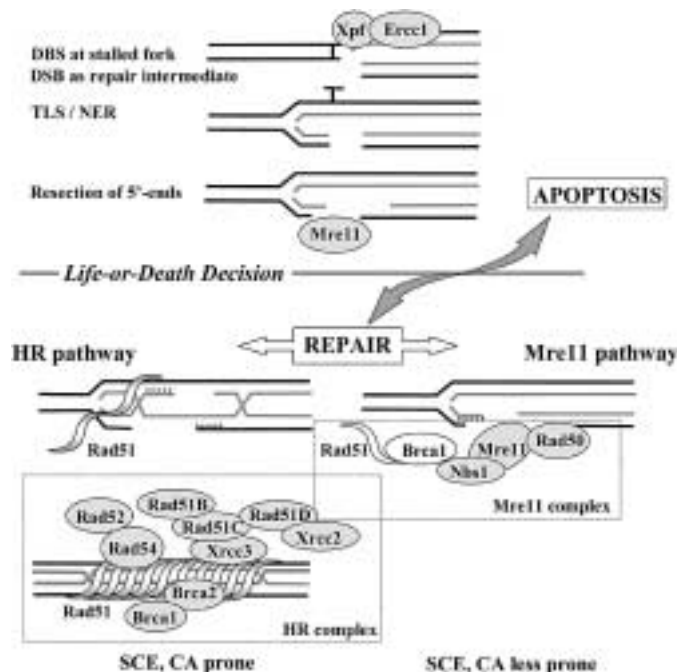 Xpf Ercc1
DBS at stalled fork
DSB as repair intermediate
TLS / NER
Resection of 5'-ends
APOPTOSIS
Mre11
Life-or-Death Decision
REPAIR
HR pathway
Mre11 pathway
Rad51
Rad51 Brca1 Mre11 Rad50
Nbs1
Mre11 complex
Rad52 Rad51B Rad51D
Rad51C Xrcc2
Rad54 Xrcc3
Brca2
Rad51 Brca1
HR complex
SCE, CA prone SCE, CA less prone